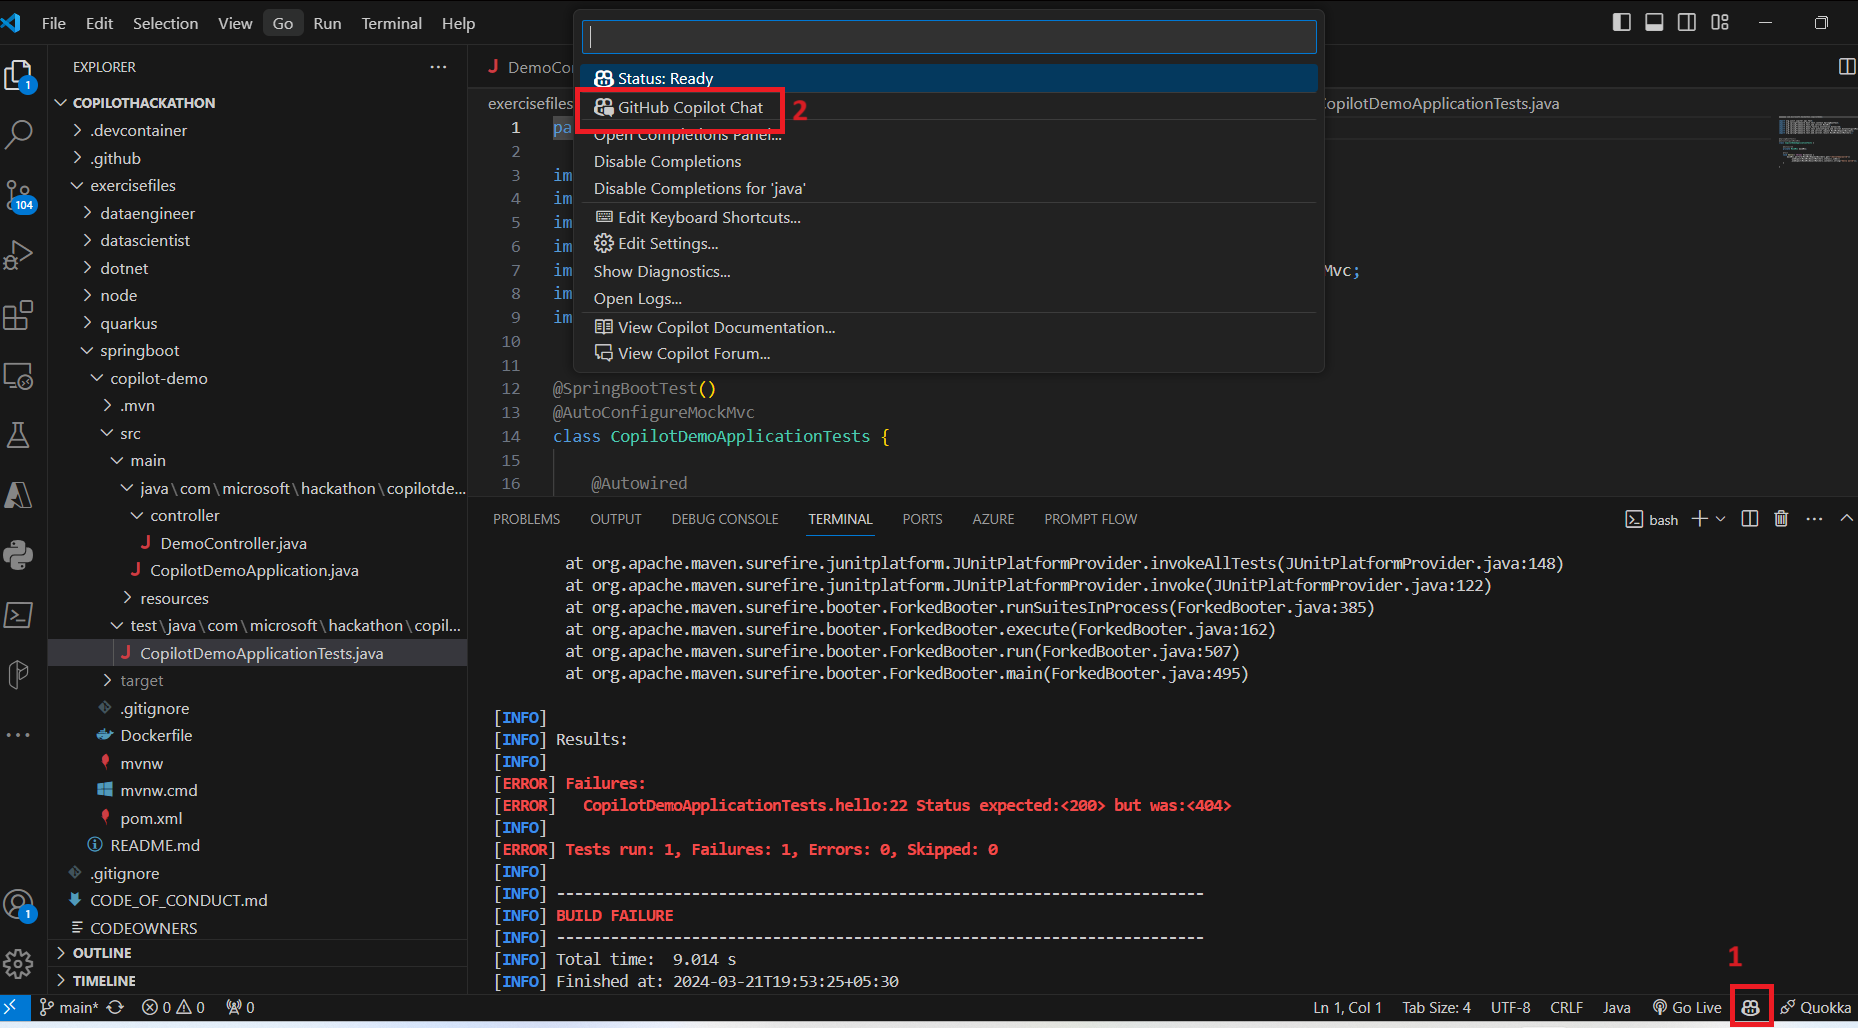 File Edit Selection View Go Run Terminal Help
EXPLORER
1
COPILOTHACKATHON
.devcontainer
.github
exercisefiles
104
dataengineer
datascientist
dotnet
node
quarkus
springboot
copilot-demo
.mvn
src
main
java\com\microsoft\hackathon\copilotde...
controller
DemoController.java
CopilotDemoApplication.java
resources
test\java\com\microsoft\hackathon\copil...
CopilotDemoApplicationTests.java
target
.gitignore
Dockerfile
mvnw
mvnw.cmd
pom.xml
README.md
.gitignore
CODE_OF_CONDUCT.md
CODEOWNERS
1
OUTLINE
TIMELINE
Status: Ready
GitHub Copilot Chat 2
Open Completions Panel...
Disable Completions
Disable Completions for 'java'
Edit Keyboard Shortcuts...
Edit Settings...
Show Diagnostics...
Open Logs...
View Copilot Documentation...
View Copilot Forum...
J DemoCo
exercisefiles opilotDemoApplicationTests.java
1 pa
2
3 im
4 im
5 im
6 im
7 im Mvc;
8 im
9 im
10
11
12 @SpringBootTest()
13 @AutoConfigureMockMvc
14 class CopilotDemoApplicationTests {
15
16 @Autowired
PROBLEMS OUTPUT DEBUG CONSOLE TERMINAL PORTS AZURE PROMPT FLOW bash
at org.apache.maven.surefire.junitplatform.JUnitPlatformProvider.invokeAllTests(JUnitPlatformProvider.java:148)
at org.apache.maven.surefire.junitplatform.JUnitPlatformProvider.invoke(JUnitPlatformProvider.java:122)
at org.apache.maven.surefire.booter.ForkedBooter.runSuitesInProcess(ForkedBooter.java:385)
at org.apache.maven.surefire.booter.ForkedBooter.execute(ForkedBooter.java:162)
at org.apache.maven.surefire.booter.ForkedBooter.run(ForkedBooter.java:507)
at org.apache.maven.surefire.booter.ForkedBooter.main(ForkedBooter.java:495)
[INFO]
[INFO] Results:
[INFO]
[ERROR] Failures:
[ERROR] CopilotDemoApplicationTests.hello:22 Status expected:<200> but was:<404>
[INFO]
[ERROR] Tests run: 1, Failures: 1, Errors: 0, Skipped: 0
[INFO]
[INFO] ------------------------------------------------------------------------
[INFO] BUILD FAILURE
[INFO] ------------------------------------------------------------------------
[INFO] Total time:  9.014 s
[INFO] Finished at: 2024-03-21T19:53:25+05:30
1
main* 0 0 0 Ln 1, Col 1 Tab Size: 4 UTF-8 CRLF Java Go Live Quokka